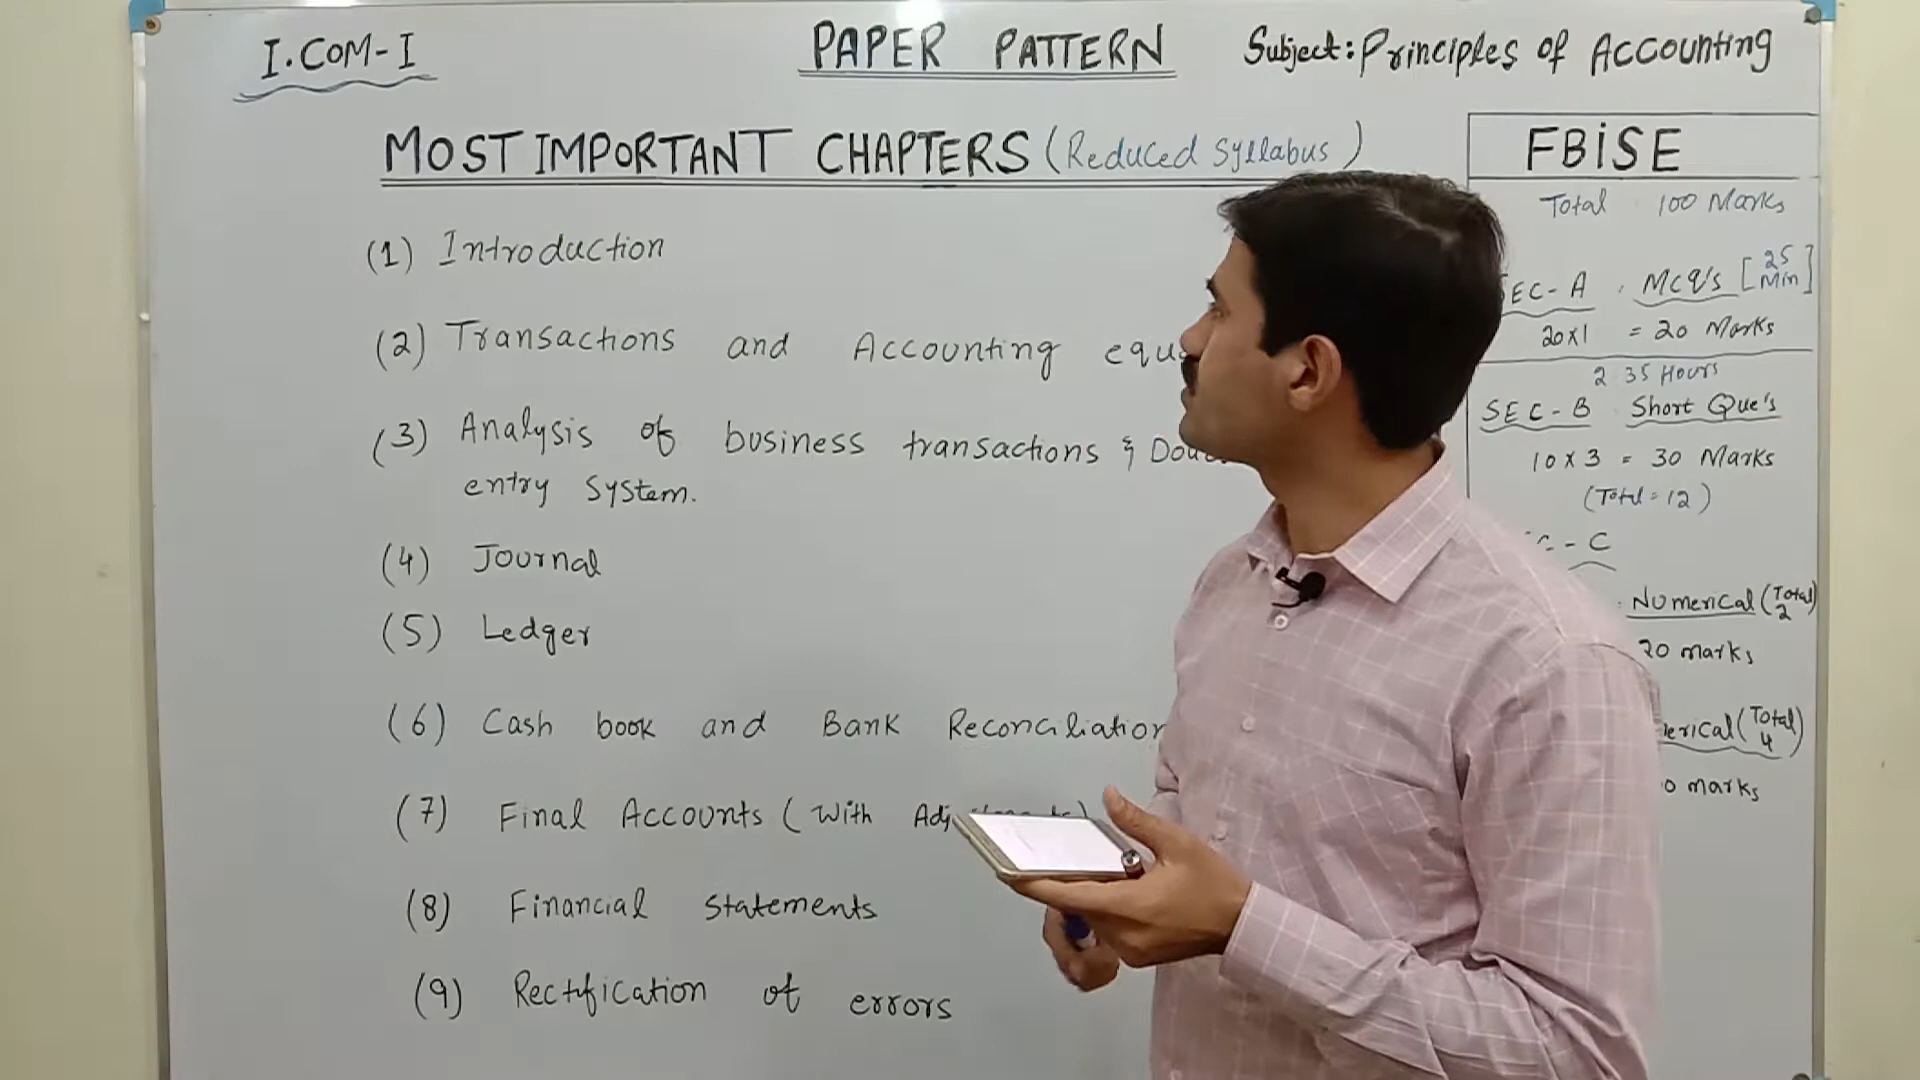 I.COM-I
PAPER PATTERN
Subject: Principles of Accounting
MOST IMPORTANT CHAPTERS (Reduced Syllabus)
(1) Introduction
(2) Transactions and Accounting
(3) Analysis of business transactions &
entry system.
(4) Journal
(5) Ledger
(6) Cash book and Bank Reconciliation
(7) Final Accounts (With
(8) Financial statements
(9) Rectification of errors
FBiSE
Total 100 Marks
SEC-A . MCQ's [25 Min]
20x1 = 20 Marks
2 35 Hours
SEC-B Short Que's
10 x 3 = 30 Marks
(Total = 12)
- C
Numerical (Total 2)
20 marks
(Total 4)
marks